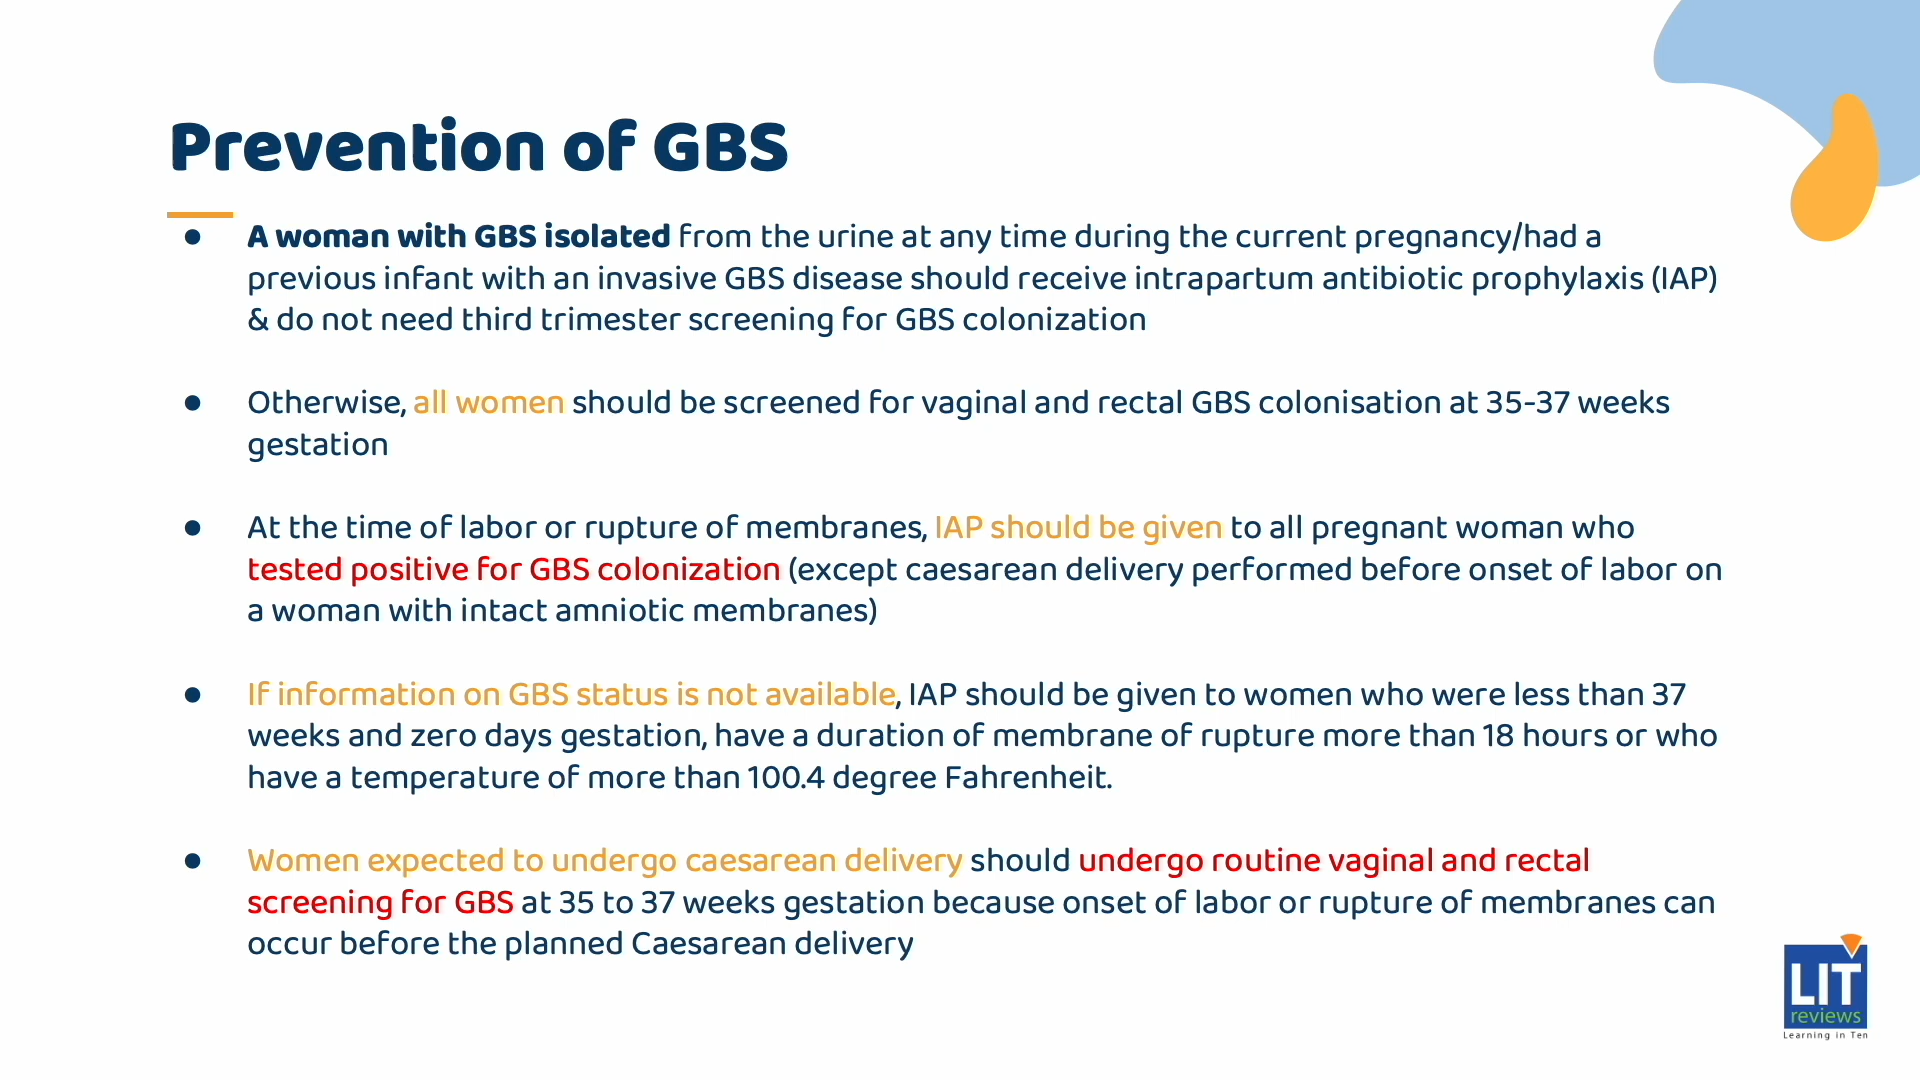 Prevention of GBS
● A woman with GBS isolated from the urine at any time during the current pregnancy/had a
previous infant with an invasive GBS disease should receive intrapartum antibiotic prophylaxis (IAP)
& do not need third trimester screening for GBS colonization
● Otherwise, all women should be screened for vaginal and rectal GBS colonisation at 35-37 weeks
gestation
● At the time of labor or rupture of membranes, IAP should be given to all pregnant woman who
tested positive for GBS colonization (except caesarean delivery performed before onset of labor on
a woman with intact amniotic membranes)
● If information on GBS status is not available, IAP should be given to women who were less than 37
weeks and zero days gestation, have a duration of membrane of rupture more than 18 hours or who
have a temperature of more than 100.4 degree Fahrenheit.
● Women expected to undergo caesarean delivery should undergo routine vaginal and rectal
screening for GBS at 35 to 37 weeks gestation because onset of labor or rupture of membranes can
occur before the planned Caesarean delivery
LIT
reviews
Learning in Ten